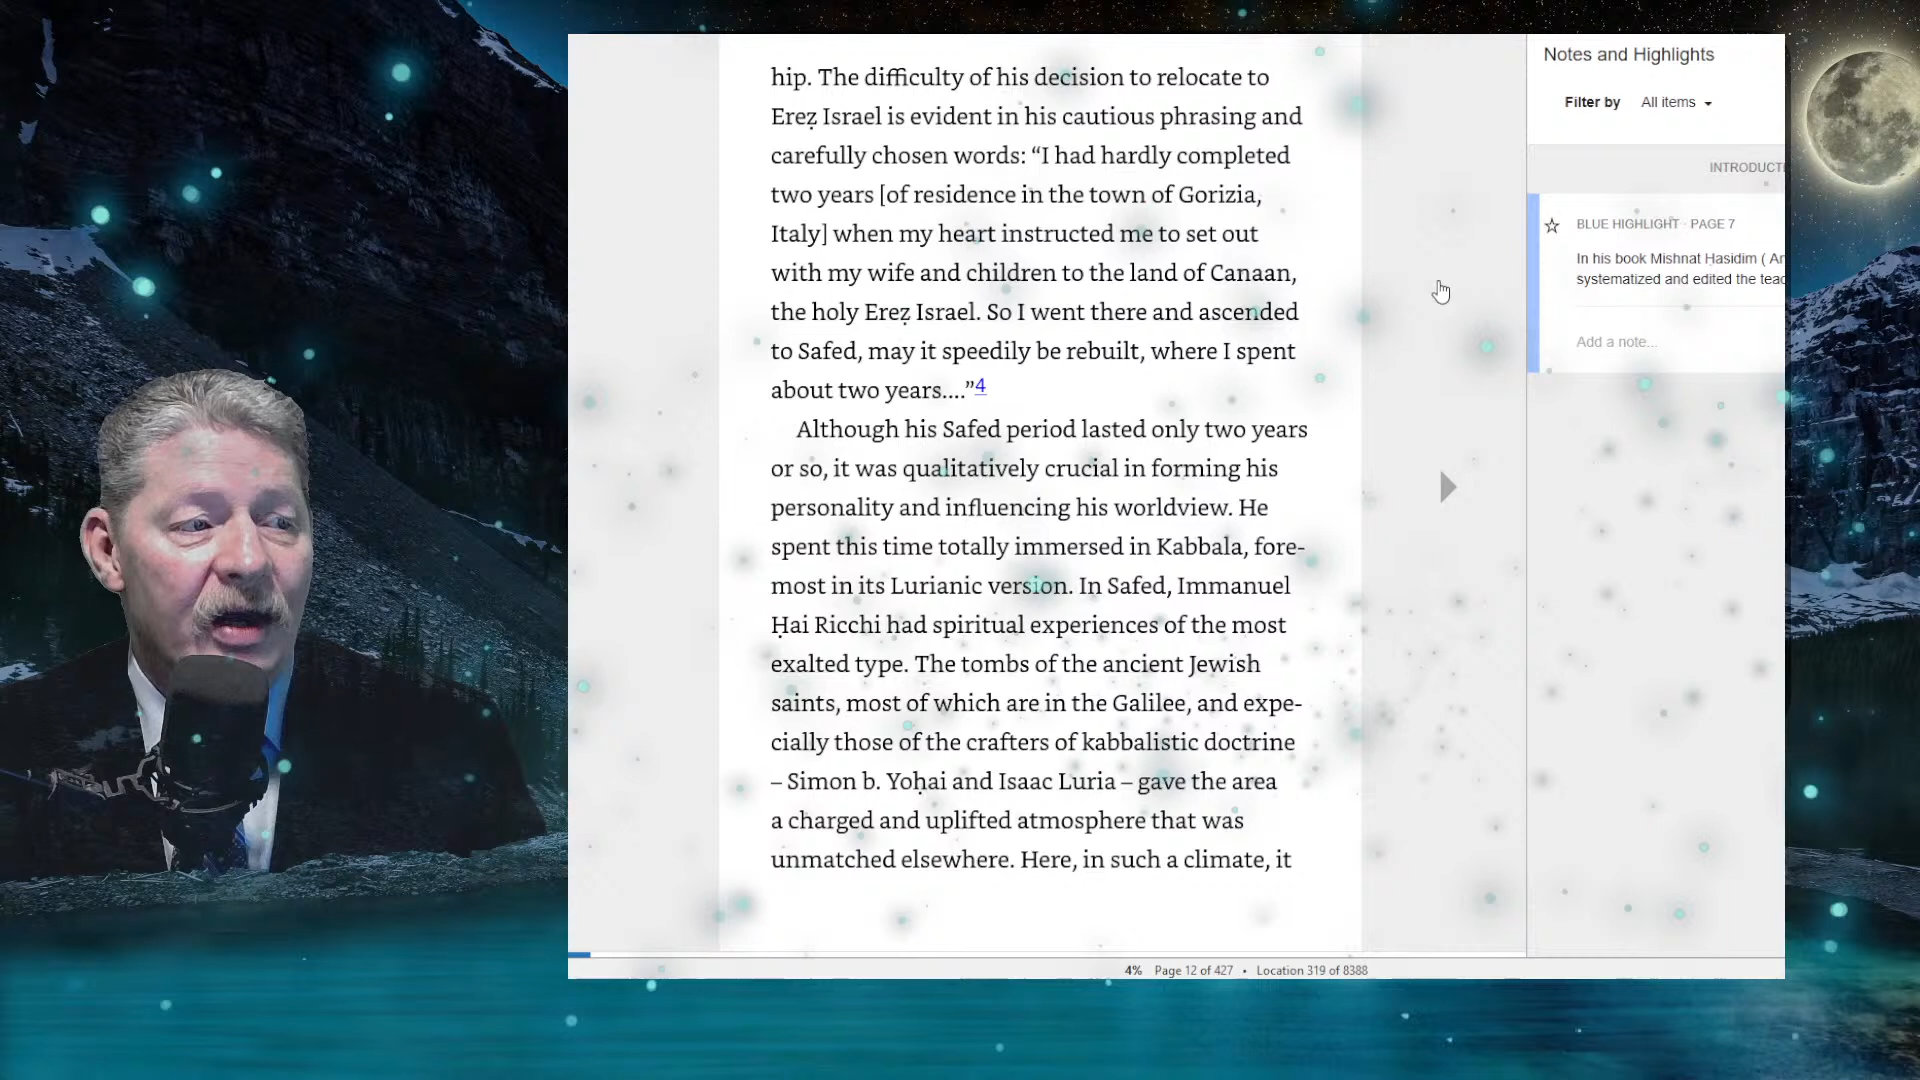 hip. The difficulty of his decision to relocate to
Ereẓ Israel is evident in his cautious phrasing and
carefully chosen words: “I had hardly completed
two years [of residence in the town of Gorizia,
Italy] when my heart instructed me to set out
with my wife and children to the land of Canaan,
the holy Ereẓ Israel. So I went there and ascended
to Safed, may it speedily be rebuilt, where I spent
about two years....”4
Although his Safed period lasted only two years
or so, it was qualitatively crucial in forming his
personality and influencing his worldview. He
spent this time totally immersed in Kabbala, fore-
most in its Lurianic version. In Safed, Immanuel
Ḥai Ricchi had spiritual experiences of the most
exalted type. The tombs of the ancient Jewish
saints, most of which are in the Galilee, and expe-
cially those of the crafters of kabbalistic doctrine
– Simon b. Yoḥai and Isaac Luria – gave the area
a charged and uplifted atmosphere that was
unmatched elsewhere. Here, in such a climate, it
4% Page 12 of 427 • Location 319 of 8388
Notes and Highlights
Filter by All items
INTRODUCTI
BLUE HIGHLIGHT · PAGE 7
In his book Mishnat Hasidim ( Ar
systematized and edited the teac
Add a note...